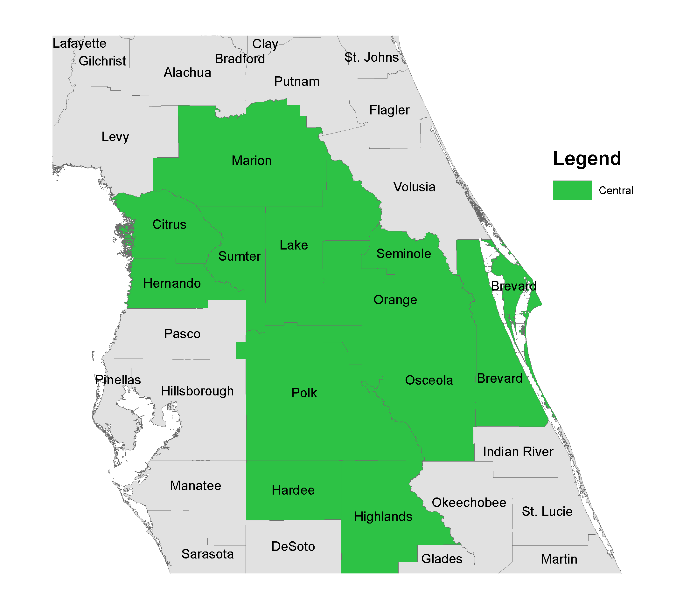 Lafayette
Clay
Gilchrist
Bradford
St. Johns
Alachua
Putnam
Flagler
Levy
Legend
Marion
Volusia
Central
Citrus
Lake
Sumter
Seminole
Hernando
Brevard
Orange
Pasco
Pinellas
Osceola
Brevard
Hillsborough
Polk
Indian River
Manatee
Hardee
Okeechobee
St. Lucie
Highlands
DeSoto
Sarasota
Glades
Martin